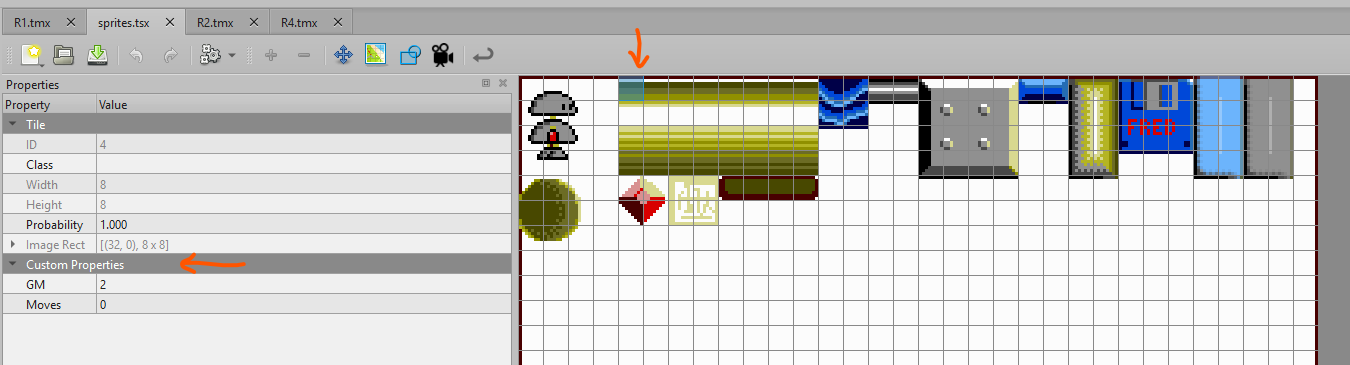 R1.tmx
sprites.tsx
R2.tmx
R4.tmx
Properties
Property Value
Tile
ID 4
Class
Width 8
Height 8
Probability 1.000
Image Rect [(32, 0), 8 x 8]
Custom Properties
GM 2
Moves 0
FRED